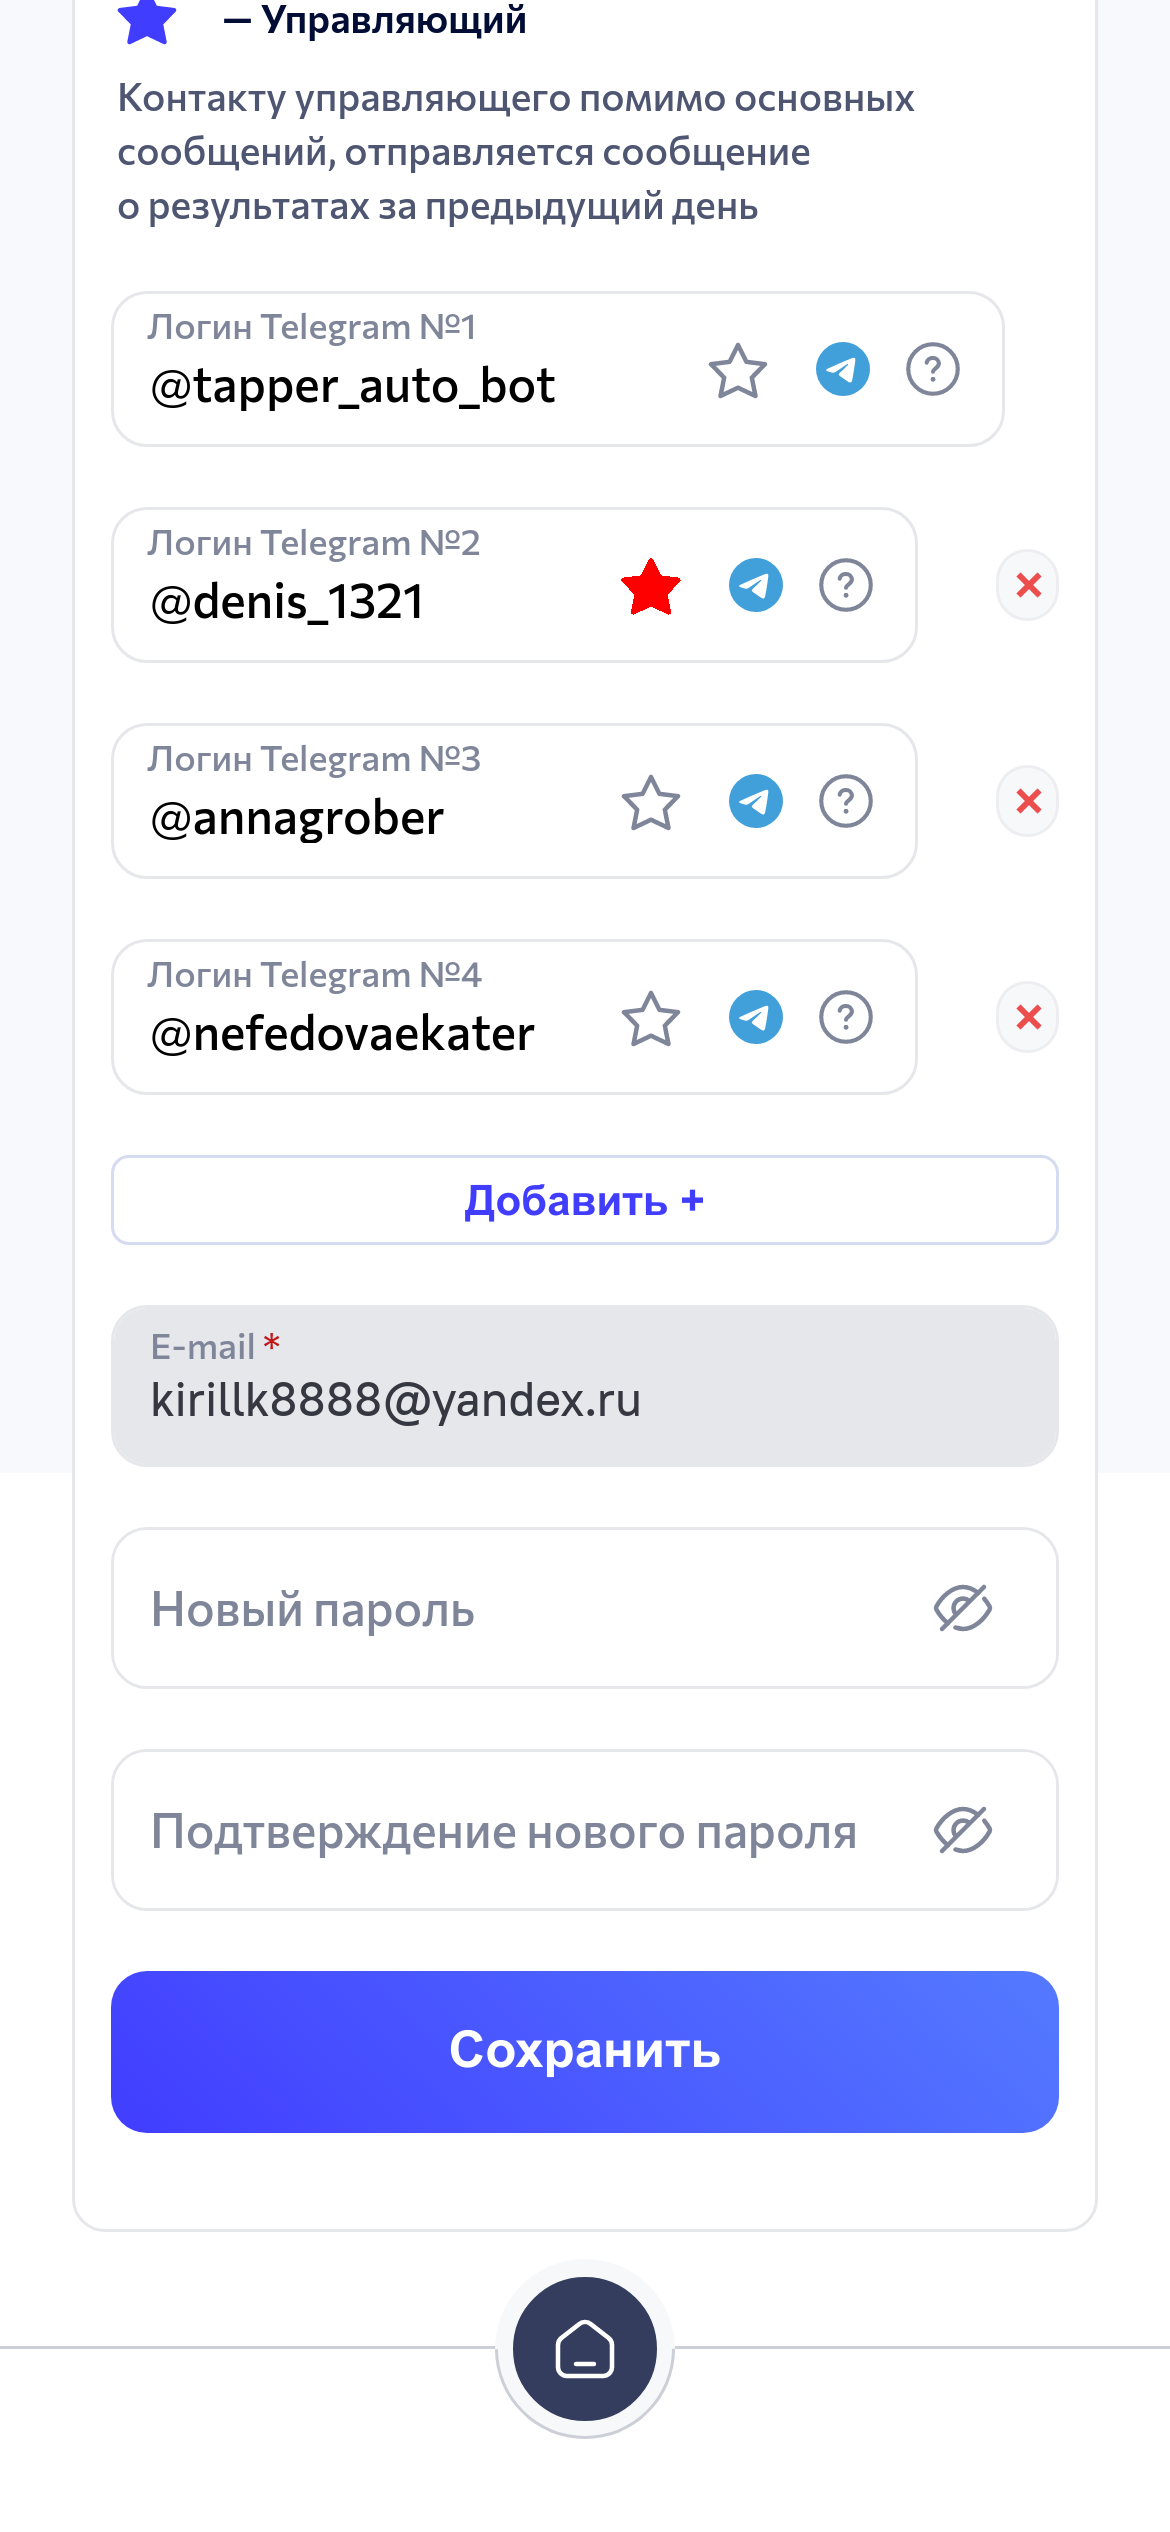 — Управляющий
Контакту управляющего помимо основных
сообщений, отправляется сообщение
о результатах за предыдущий день
Логин Telegram №1
@tapper_auto_bot
Логин Telegram №2
@denis_1321
Логин Telegram №3
@annagrober
Логин Telegram №4
@nefedovaekater
Добавить +
E-mail *
kirillk8888@yandex.ru
Новый пароль
Подтверждение нового пароля
Сохранить